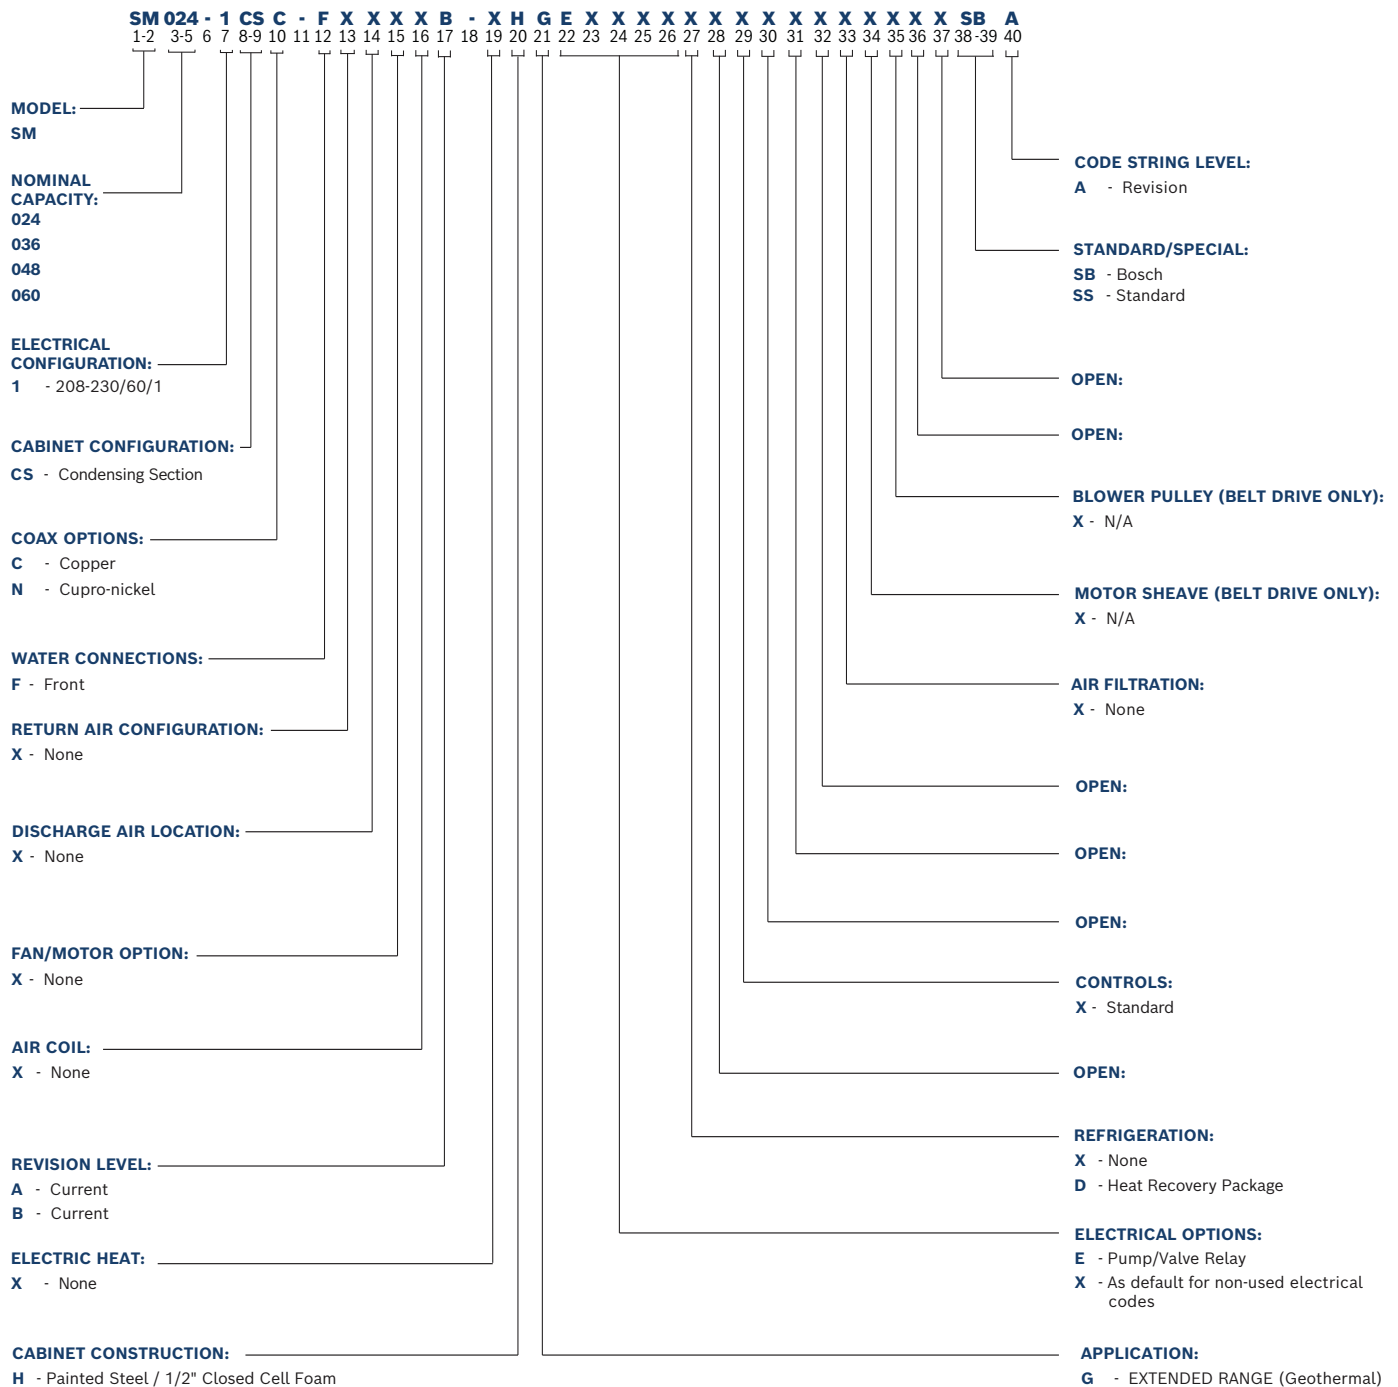 SM 024 - 1 CS C - F X X X X B - X H G E X X X X X X X X X X X X X X X SB A
1-2 3-5 6 7 8-9 10 11 12 13 14 15 16 17 18 19 20 21 22 23 24 25 26 27 28 29 30 31 32 33 34 35 36 37 38 -39 40
MODEL:
SM
NOMINAL
CAPACITY:
024
036
048
060
ELECTRICAL
CONFIGURATION:
1 - 208-230/60/1
CABINET CONFIGURATION:
CS - Condensing Section
COAX OPTIONS:
C - Copper
N - Cupro-nickel
WATER CONNECTIONS:
F - Front
RETURN AIR CONFIGURATION:
X - None
DISCHARGE AIR LOCATION:
X - None
FAN/MOTOR OPTION:
X - None
AIR COIL:
X - None
REVISION LEVEL:
A - Current
B - Current
ELECTRIC HEAT:
X - None
CABINET CONSTRUCTION:
H - Painted Steel / 1/2" Closed Cell Foam
CODE STRING LEVEL:
A - Revision
STANDARD/SPECIAL:
SB - Bosch
SS - Standard
OPEN:
OPEN:
BLOWER PULLEY (BELT DRIVE ONLY):
X - N/A
MOTOR SHEAVE (BELT DRIVE ONLY):
X - N/A
AIR FILTRATION:
X - None
OPEN:
OPEN:
OPEN:
CONTROLS:
X - Standard
OPEN:
REFRIGERATION:
X - None
D - Heat Recovery Package
ELECTRICAL OPTIONS:
E - Pump/Valve Relay
X - As default for non-used electrical
codes
APPLICATION:
G - EXTENDED RANGE (Geothermal)